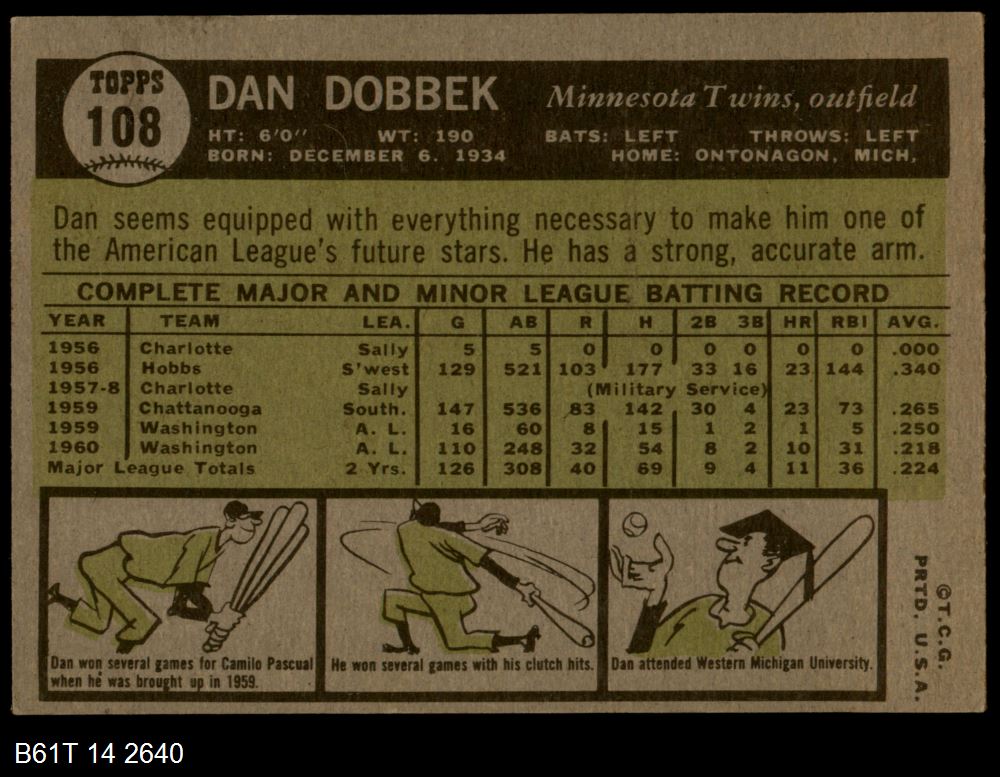 TOPPS
108
DAN DOBBEK Minnesota Twins, outfield
HT: 6'0" WT: 190 BATS: LEFT THROWS: LEFT
BORN: DECEMBER 6. 1934 HOME: ONTONAGON, MICH,
Dan seems equipped with everything necessary to make him one of
the American League's future stars. He has a strong, accurate arm.
COMPLETE MAJOR AND MINOR LEAGUE BATTING RECORD
YEAR TEAM LEA. G AB R H 2B 3B HR RBI AVG.
1956 Charlotte Sally 5 5 0 0 0 0 0 0 .000
1956 Hobbs S'west 129 521 103 177 33 16 23 144 .340
1957-8 Charlotte Sally (Military Service)
1959 Chattanooga South. 147 536 83 142 30 4 23 73 .265
1959 Washington A. L. 16 60 8 15 1 2 1 5 .250
1960 Washington A. L. 110 248 32 54 8 2 10 31 .218
Major League Totals 2 Yrs. 126 308 40 69 9 4 11 36 .224
Dan won several games for Camilo Pascual
when he was brought up in 1959.
He won several games with his clutch hits.
Dan attended Western Michigan University.
©T.C.G.
PRTD. U.S.A.
B61T 14 2640